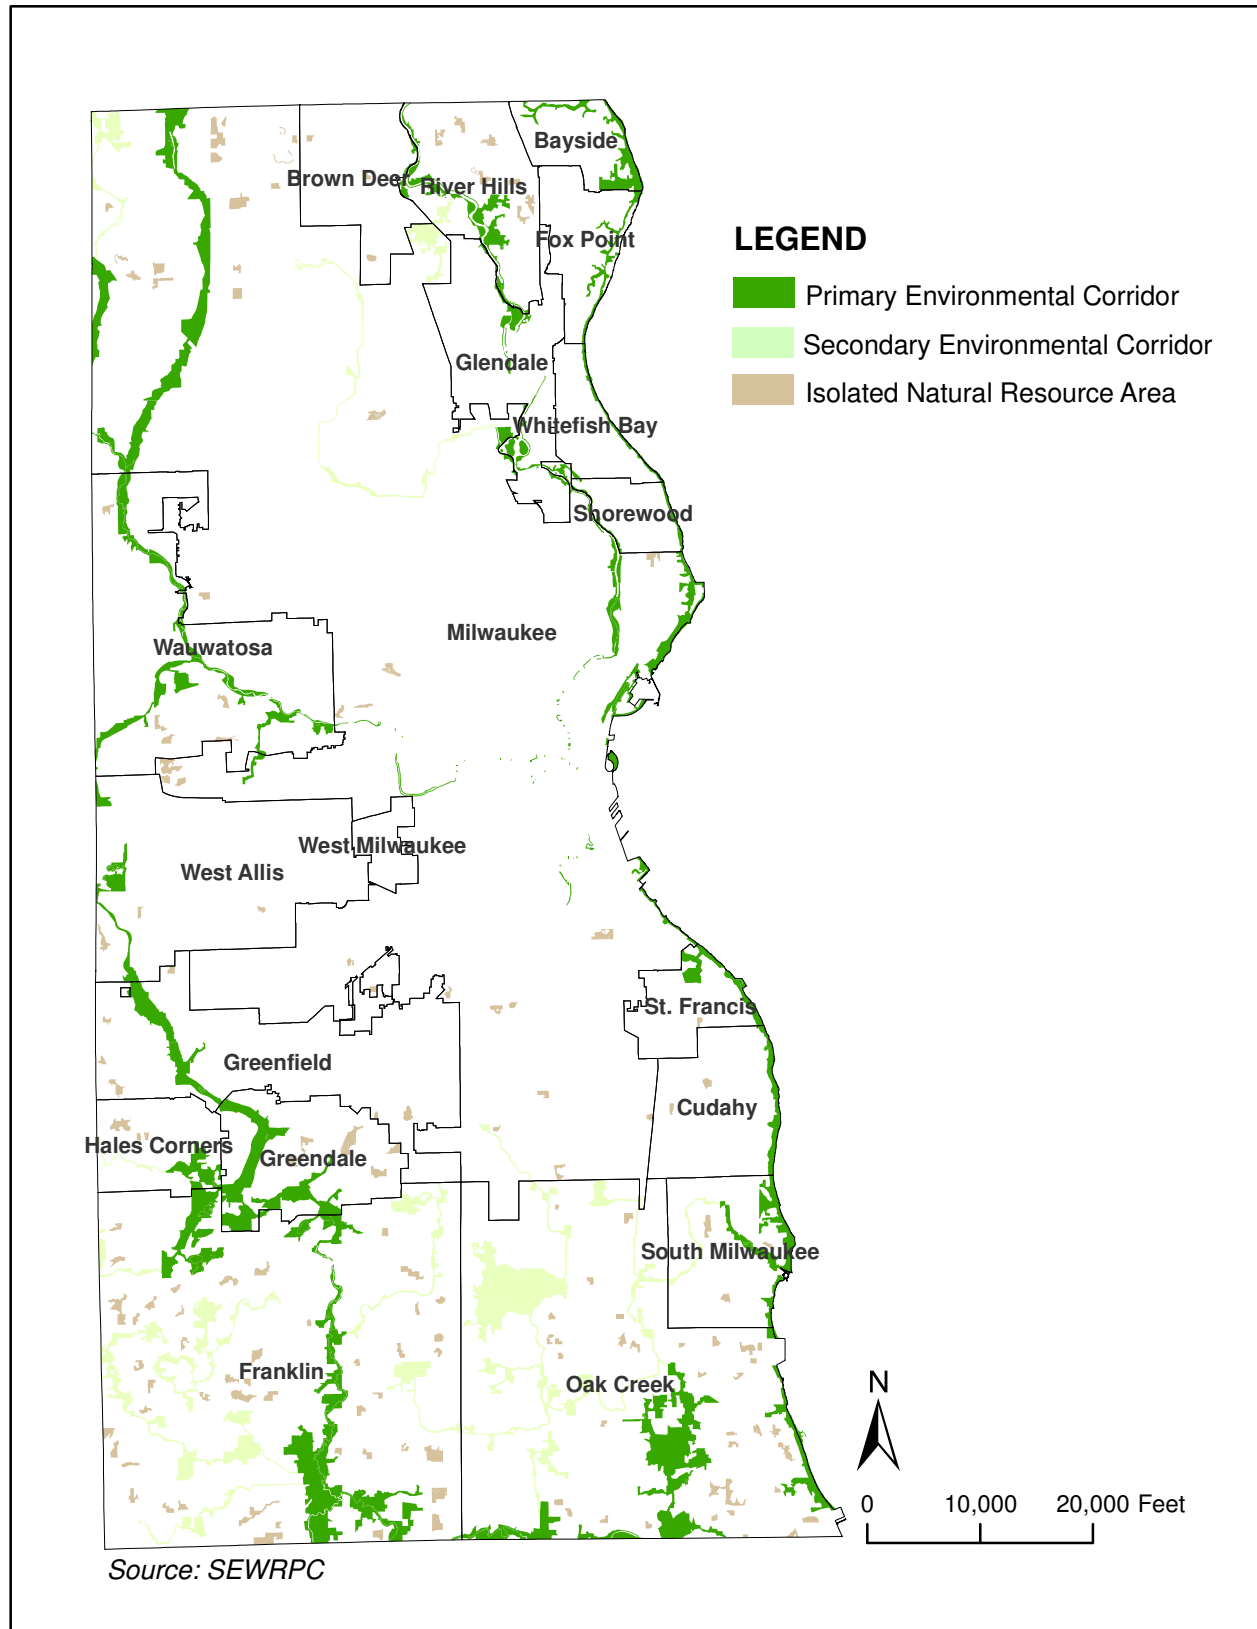 Bayside
Brown Deer
River Hills
Fox Point
LEGEND
Primary Environmental Corridor
Secondary Environmental Corridor
Isolated Natural Resource Area
Glendale
Whitefish Bay
Shorewood
Milwaukee
Wauwatosa
West Milwaukee
West Allis
St. Francis
Greenfield
Cudahy
Hales Corners
Greendale
South Milwaukee
Franklin
Oak Creek
N
0 10,000 20,000 Feet
Source: SEWRPC